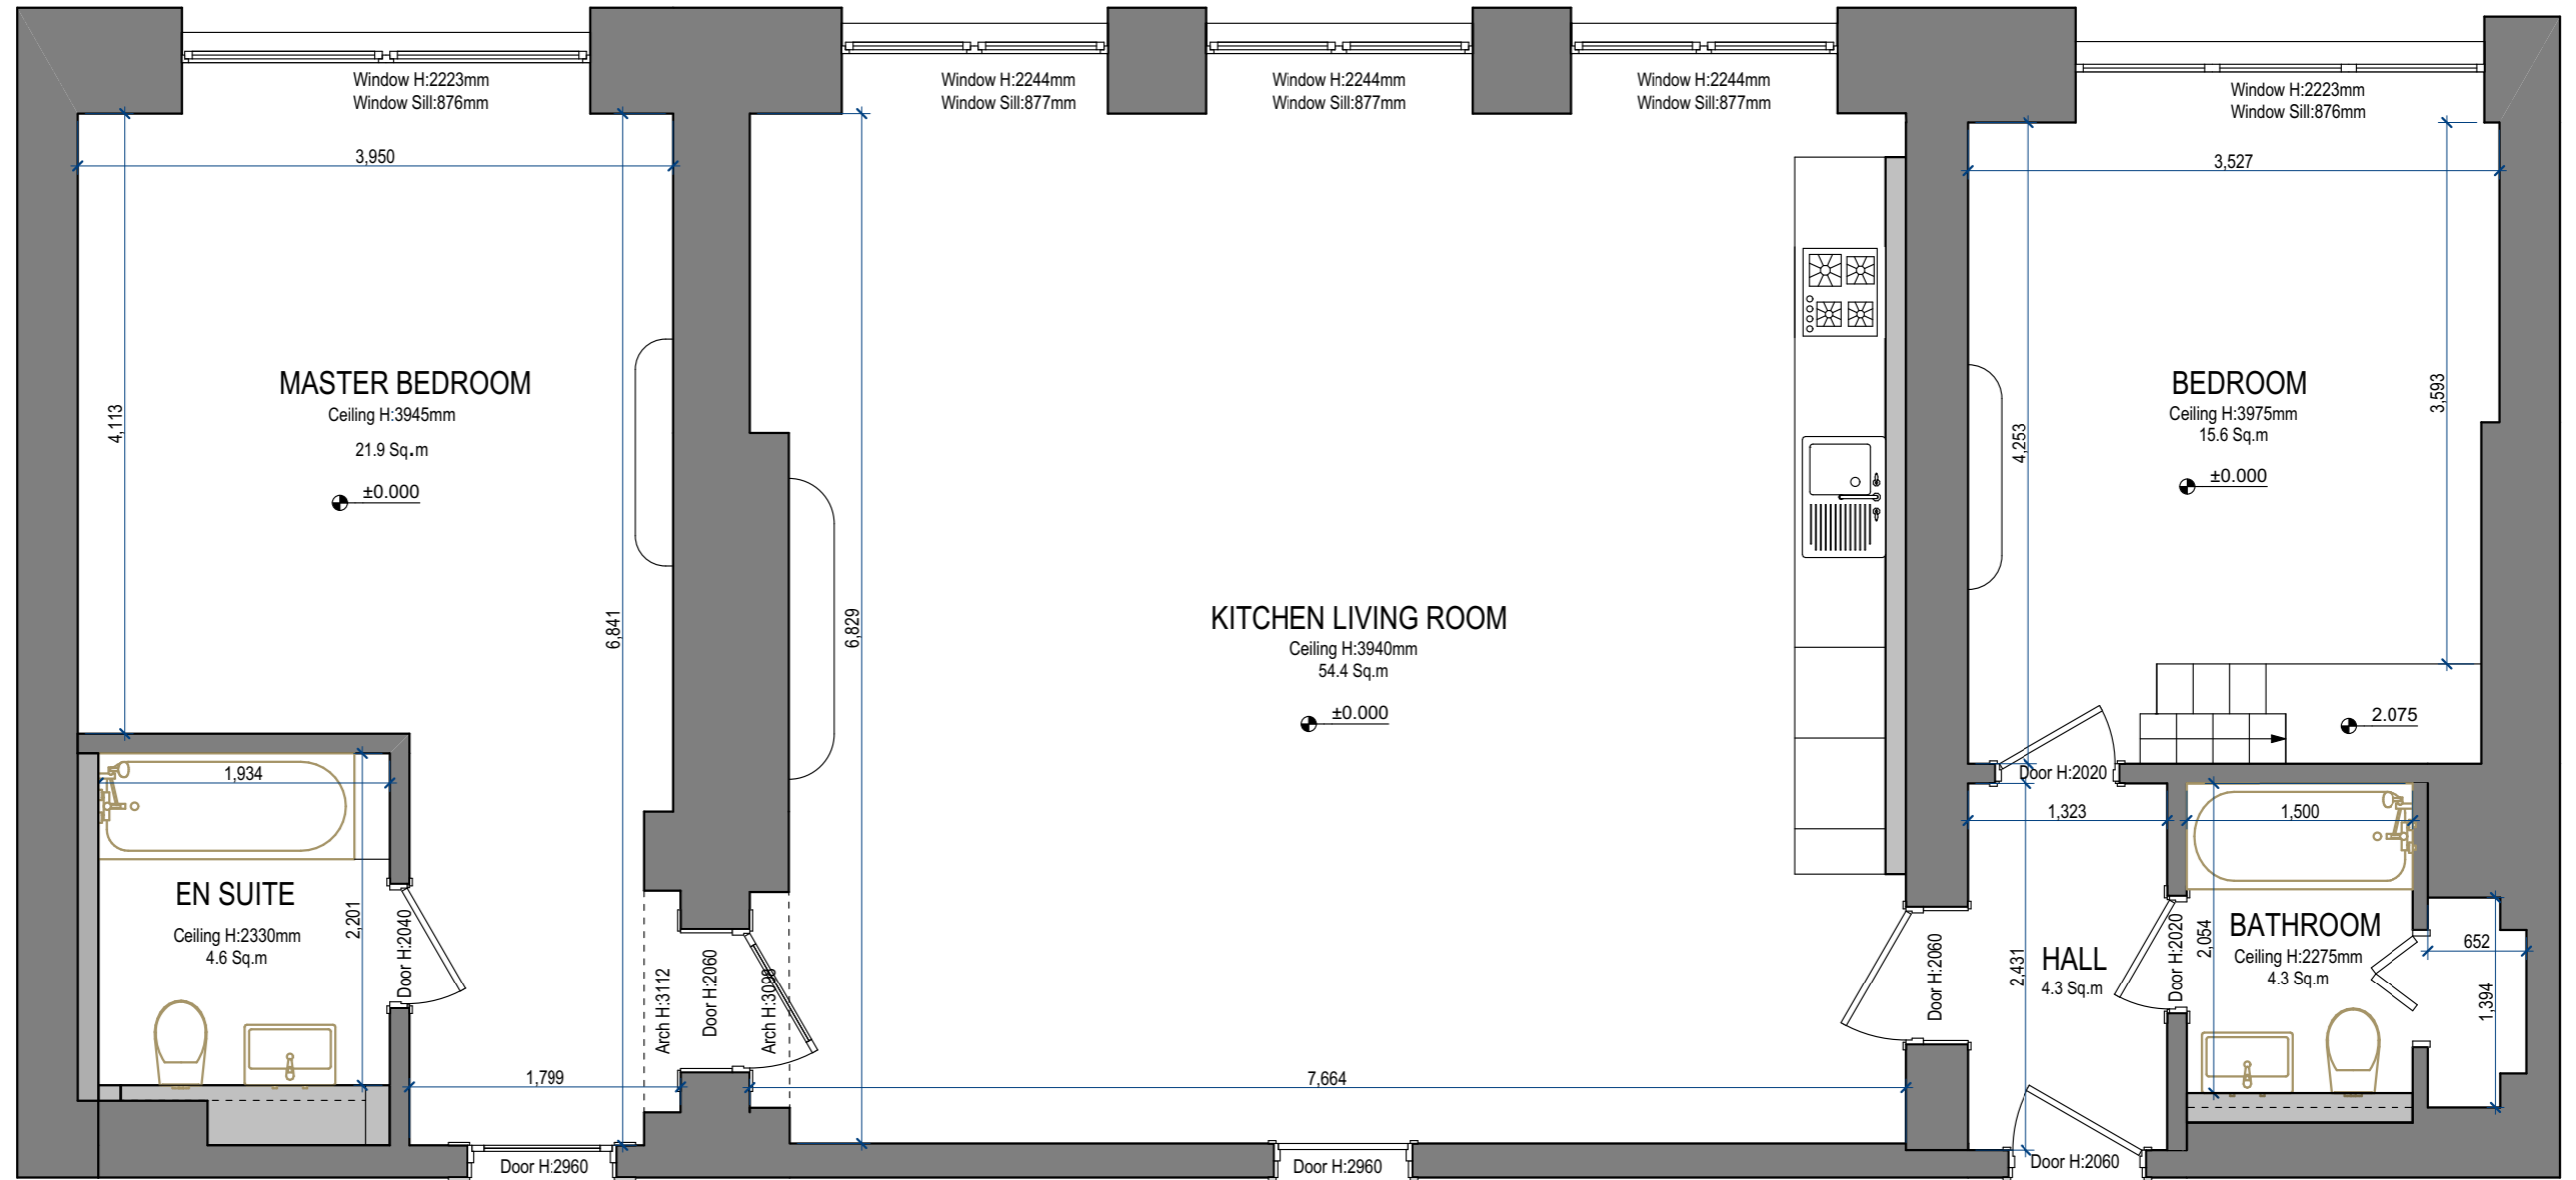 Window H:2223mm
Window Sill:876mm
Window H:2244mm
Window Sill:877mm
Window H:2244mm
Window Sill:877mm
Window H:2244mm
Window Sill:877mm
Window H:2223mm
Window Sill:876mm
3,950
3,527
MASTER BEDROOM
Ceiling H:3945mm
21.9 Sq.m
±0.000
4,113
6,841
6,829
KITCHEN LIVING ROOM
Ceiling H:3940mm
54.4 Sq.m
±0.000
BEDROOM
Ceiling H:3975mm
15.6 Sq.m
±0.000
4,253
3,593
2.075
1,934
EN SUITE
Ceiling H:2330mm
4.6 Sq.m
2,201
Door H:2040
Arch H:3112
Door H:2060
Arch H:3098
1,799
7,664
Door H:2060
Door H:2020
1,323
2,431
HALL
4.3 Sq.m
Door H:2020
1,500
2,054
BATHROOM
Ceiling H:2275mm
4.3 Sq.m
652
1,394
Door H:2960
Door H:2960
Door H:2060